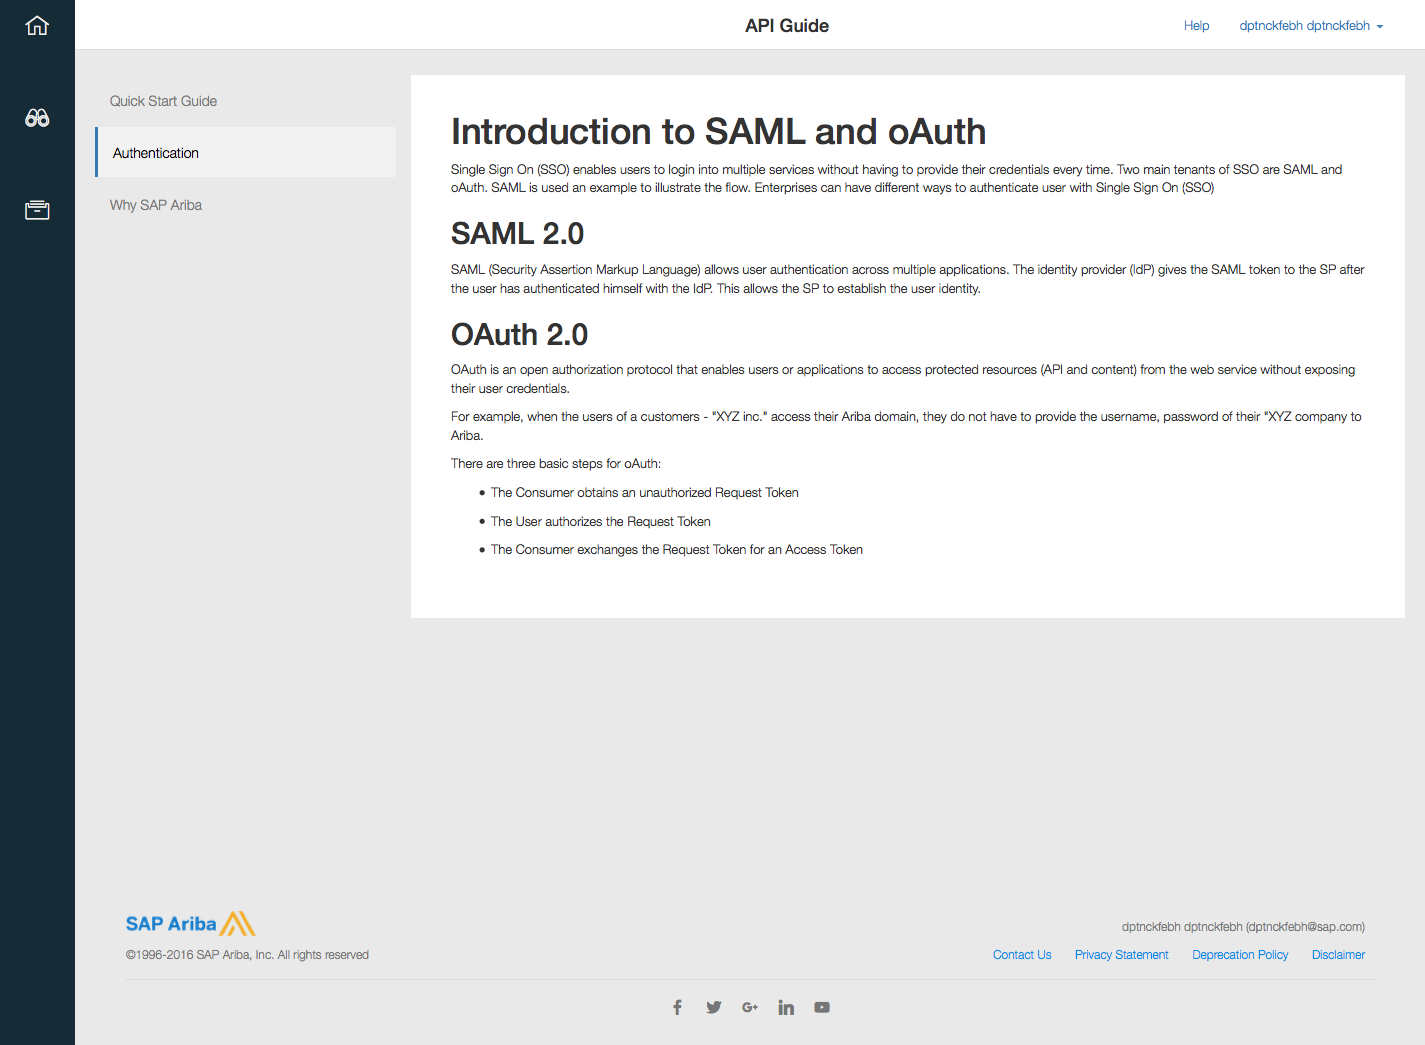 API Guide
Help
dptnckfebh dptnckfebh
Quick Start Guide
Authentication
Why SAP Ariba
Introduction to SAML and oAuth
Single Sign On (SSO) enables users to login into multiple services without having to provide their credentials every time. Two main tenants of SSO are SAML and
oAuth. SAML is used an example to illustrate the flow. Enterprises can have different ways to authenticate user with Single Sign On (SSO)
SAML 2.0
SAML (Security Assertion Markup Language) allows user authentication across multiple applications. The identity provider (IdP) gives the SAML token to the SP after
the user has authenticated himself with the IdP. This allows the SP to establish the user identity.
OAuth 2.0
OAuth is an open authorization protocol that enables users or applications to access protected resources (API and content) from the web service without exposing
their user credentials.
For example, when the users of a customers - "XYZ inc." access their Ariba domain, they do not have to provide the username, password of their "XYZ company to
Ariba.
There are three basic steps for oAuth:
• The Consumer obtains an unauthorized Request Token
• The User authorizes the Request Token
• The Consumer exchanges the Request Token for an Access Token
SAP Ariba
©1996-2016 SAP Ariba, Inc. All rights reserved
dptnckfebh dptnckfebh (dptnckfebh@sap.com)
Contact Us
Privacy Statement
Deprecation Policy
Disclaimer